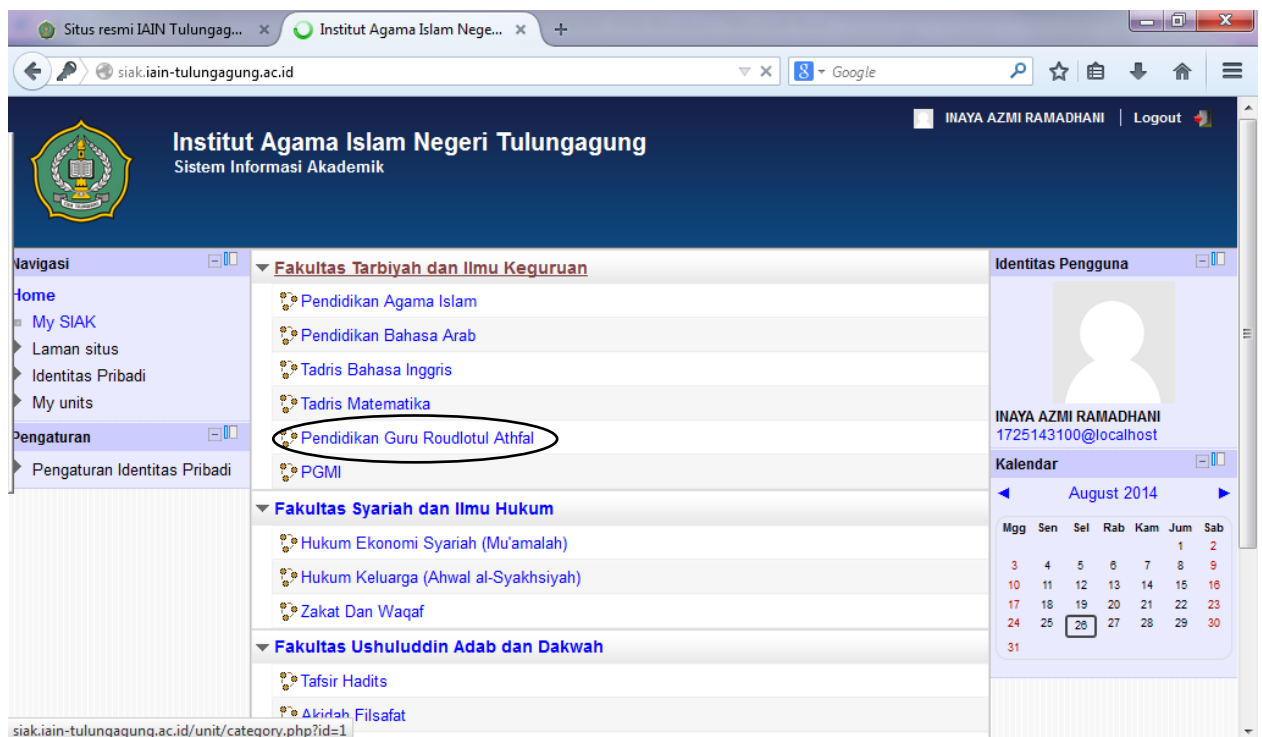 Situs resmi IAIN Tulungag...
Institut Agama Islam Nege...
siak.iain-tulungagung.ac.id
Google
INAYA AZMI RAMADHANI | Logout
Institut Agama Islam Negeri Tulungagung
Sistem Informasi Akademik
Navigasi
Home
My SIAK
Laman situs
Identitas Pribadi
My units
Pengaturan
Pengaturan Identitas Pribadi
Fakultas Tarbiyah dan Ilmu Keguruan
Pendidikan Agama Islam
Pendidikan Bahasa Arab
Tadris Bahasa Inggris
Tadris Matematika
Pendidikan Guru Roudlotul Athfal
PGMI
Fakultas Syariah dan Ilmu Hukum
Hukum Ekonomi Syariah (Mu'amalah)
Hukum Keluarga (Ahwal al-Syakhsiyah)
Zakat Dan Waqaf
Fakultas Ushuluddin Adab dan Dakwah
Tafsir Hadits
Akidah Filsafat
Identitas Pengguna
INAYA AZMI RAMADHANI
1725143100@localhost
Kalendar
August 2014
Mgg Sen Sel Rab Kam Jum Sab
1 2
3 4 5 6 7 8 9
10 11 12 13 14 15 16
17 18 19 20 21 22 23
24 25 26 27 28 29 30
31
siak.iain-tulungagung.ac.id/unit/category.php?id=1